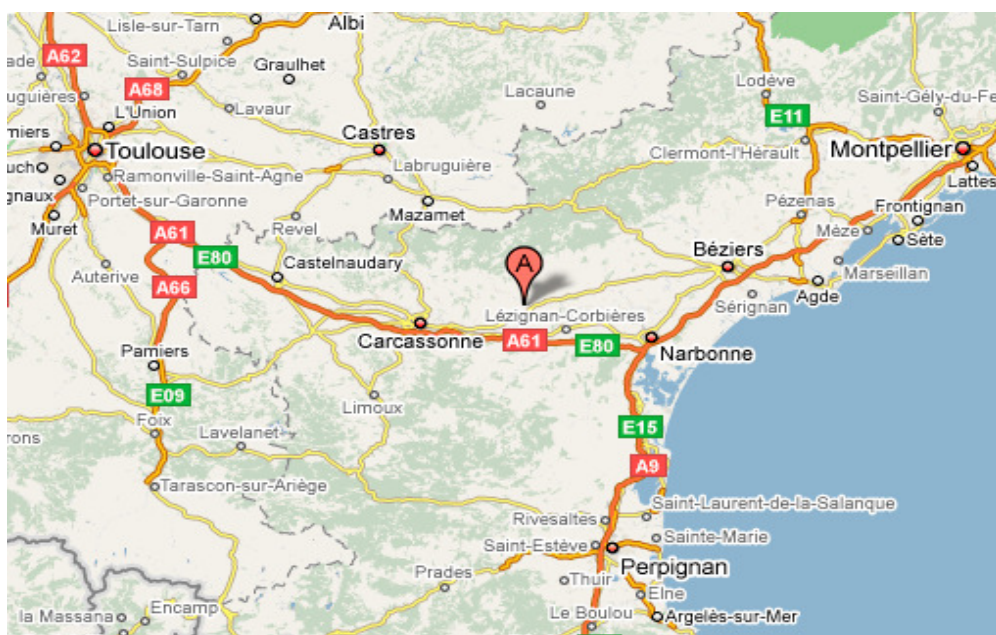 Lisle-sur-Tarn
Albi
A62
Saint-Sulpice
Graulhet
A68
Lodève
Lacaune
Saint-Gély-du-Fe
Lavaur
L'Union
E11
Castres
Toulouse
Clermont-l'Hérault
Montpellier
Labruguière
Ramonville-Saint-Agne
Lattes
Portet-sur-Garonne
Mazamet
Pézenas
Frontignan
Muret
A61
Revel
Mèze
Sète
Béziers
E80
Auterive
Castelnaudary
A
Marseillan
A66
Agde
Sérignan
Lézignan-Corbières
Carcassonne
A61
E80
Narbonne
Pamiers
E09
Limoux
Foix
E15
Lavelanet
A9
Tarascon-sur-Ariège
Saint-Laurent-de-la-Salanque
Rivesaltes
Sainte-Marie
Saint-Estève
Perpignan
Prades
Thuir
Elne
Encamp
la Massana
Le Boulou
Argelès-sur-Mer